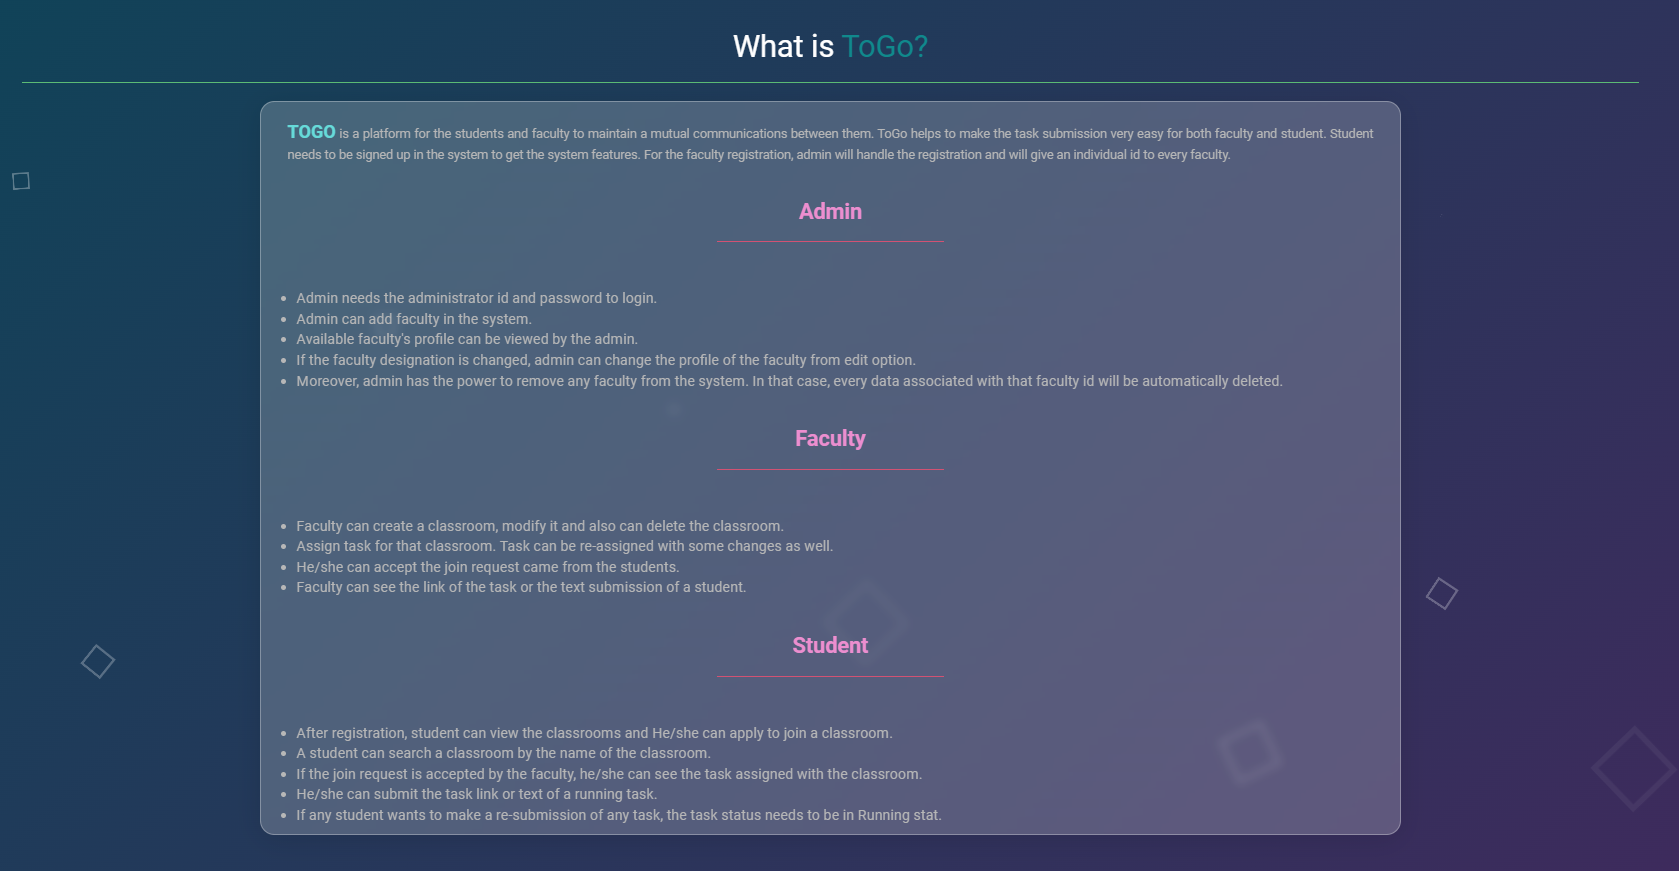 What is ToGo?
TOGO is a platform for the students and faculty to maintain a mutual communications between them. ToGo helps to make the task submission very easy for both faculty and student. Student
needs to be signed up in the system to get the system features. For the faculty registration, admin will handle the registration and will give an individual id to every faculty.
Admin
Admin needs the administrator id and password to login.
Admin can add faculty in the system.
Available faculty's profile can be viewed by the admin.
If the faculty designation is changed, admin can change the profile of the faculty from edit option.
Moreover, admin has the power to remove any faculty from the system. In that case, every data associated with that faculty id will be automatically deleted.
Faculty
Faculty can create a classroom, modify it and also can delete the classroom.
Assign task for that classroom. Task can be re-assigned with some changes as well.
He/she can accept the join request came from the students.
Faculty can see the link of the task or the text submission of a student.
Student
After registration, student can view the classrooms and He/she can apply to join a classroom.
A student can search a classroom by the name of the classroom.
If the join request is accepted by the faculty, he/she can see the task assigned with the classroom.
He/she can submit the task link or text of a running task.
If any student wants to make a re-submission of any task, the task status needs to be in Running stat.